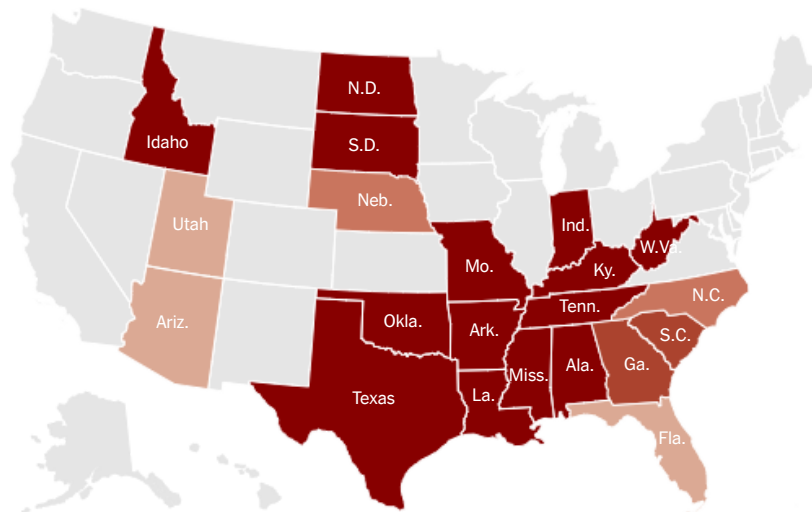 N.D.
Idaho
S.D.
Neb.
Utah
Ind.
W.Va.
Mo.
Ky.
N.C.
Tenn.
Ariz.
Okla.
Ark.
S.C.
Miss.
Ala.
Ga.
Texas
La.
Fla.